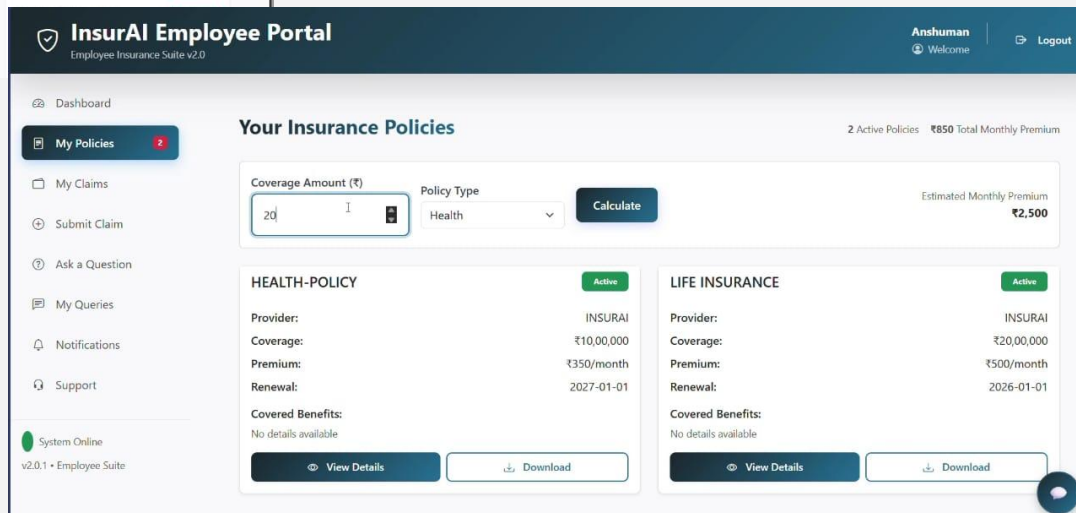 InsurAI Employee Portal
Employee Insurance Suite v2.0
Anshuman
Welcome
Logout
Dashboard
My Policies 2
My Claims
Submit Claim
Ask a Question
My Queries
Notifications
Support
System Online
v2.0.1 • Employee Suite
Your Insurance Policies
2 Active Policies ₹850 Total Monthly Premium
Coverage Amount (₹)
20
Policy Type
Health
Calculate
Estimated Monthly Premium
₹2,500
HEALTH-POLICY Active
Provider: INSURAI
Coverage: ₹10,00,000
Premium: ₹350/month
Renewal: 2027-01-01
Covered Benefits:
No details available
View Details Download
LIFE INSURANCE Active
Provider: INSURAI
Coverage: ₹20,00,000
Premium: ₹500/month
Renewal: 2026-01-01
Covered Benefits:
No details available
View Details Download